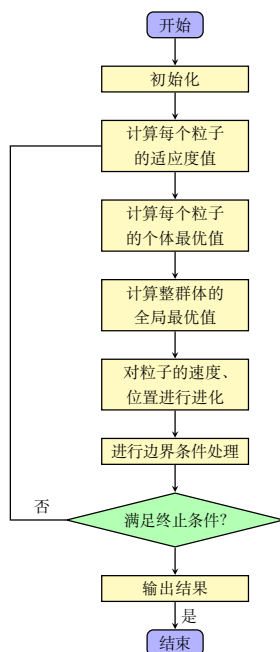 开始
初始化
计算每个粒子
的适应度值
计算每个粒子
的个体最优值
计算整群体的
全局最优值
对粒子的速度、
位置进行进化
进行边界条件处理
否
满足终止条件?
输出结果
是
结束